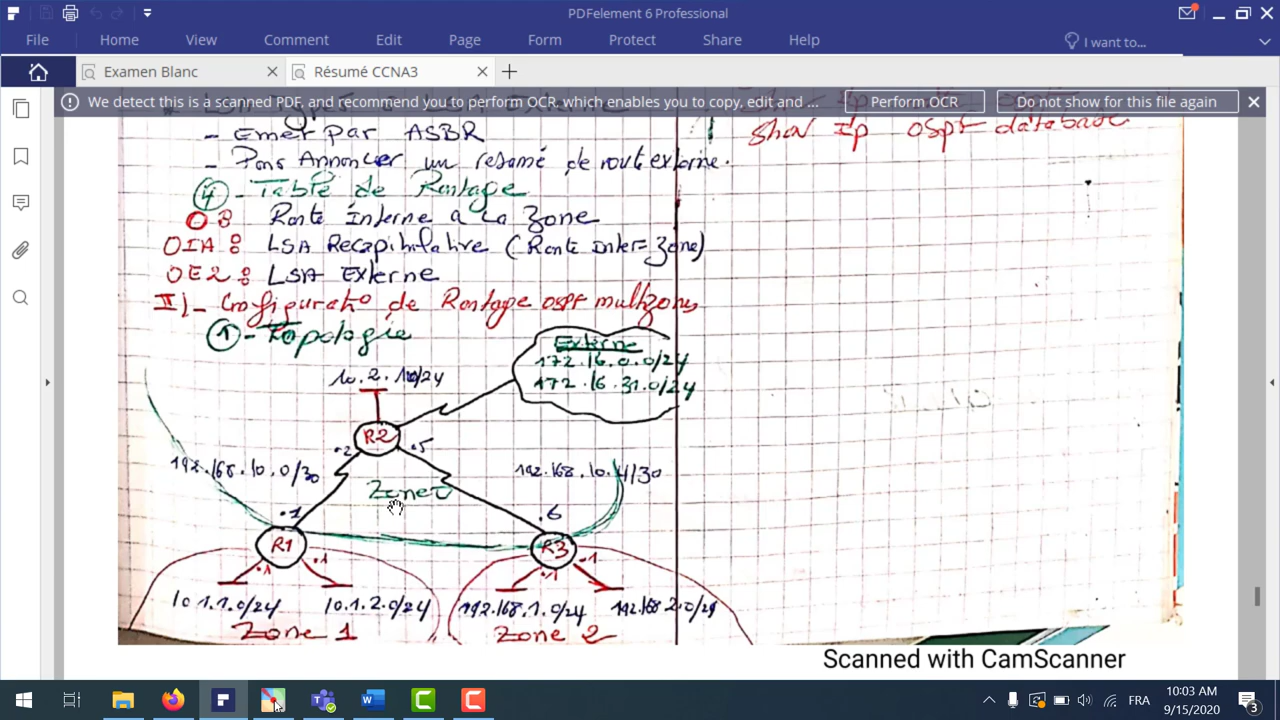 PDFelement 6 Professional
File Home View Comment Edit Page Form Protect Share Help I want to...
Examen Blanc
Résumé CCNA3
We detect this is a scanned PDF, and recommend you to perform OCR, which enables you to copy, edit and ...
Perform OCR
Do not show for this file again
- Emer par ASBR
- Pons Annoncer un résumé de route externe.
4 - Table de Routage
O : Route Interne a La Zone
OIA : LSA Recapitulative (Route Inter-Zone)
OE2 : LSA Externe
II)- Configurato de Routage ospf multizones
1 - Topologie
show Ip ospf database
Externe
172.16.0.0/24
172.16.31.0/24
10.2.1.0/24
R2
.2
.5
192.168.10.0/30
192.168.10.4/30
Zone 0
.1
.6
R1
R3
.1
.1
.1
.1
10.1.1.0/24
10.1.2.0/24
192.168.1.0/24
192.168.2.0/24
Zone 1
Zone 2
Scanned with CamScanner
FRA
10:03 AM
9/15/2020
3